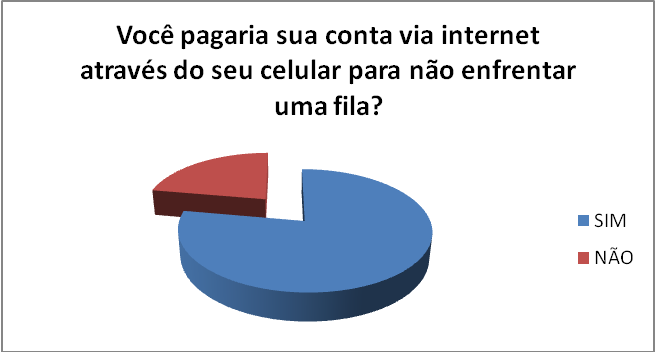 Você pagaria sua conta via internet
através do seu celular para não enfrentar
uma fila?
SIM
NÃO